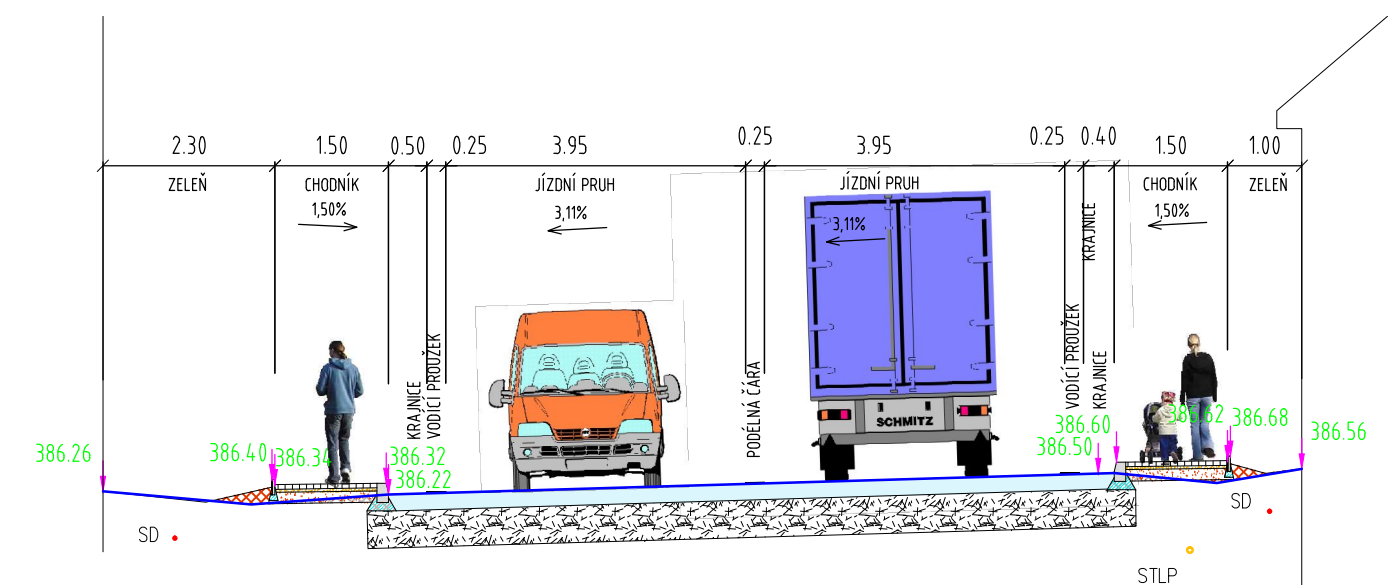 2.30 1.50 0.50 0.25 3.95 0.25 3.95 0.25 0.40 1.50 1.00
ZELEŇ CHODNÍK JÍZDNÍ PRUH JÍZDNÍ PRUH CHODNÍK ZELEŇ
1,50% 3,11% 3,11% 1,50%
KRAJNICE
VODÍCÍ PROUŽEK
PODÉLNÁ ČÁRA
VODÍCÍ PROUŽEK
KRAJNICE
KRAJNICE
SCHMITZ
386.26 386.40 386.34 386.32
386.22
386.60 386.62 386.68 386.56
386.50
SD SD
STLP